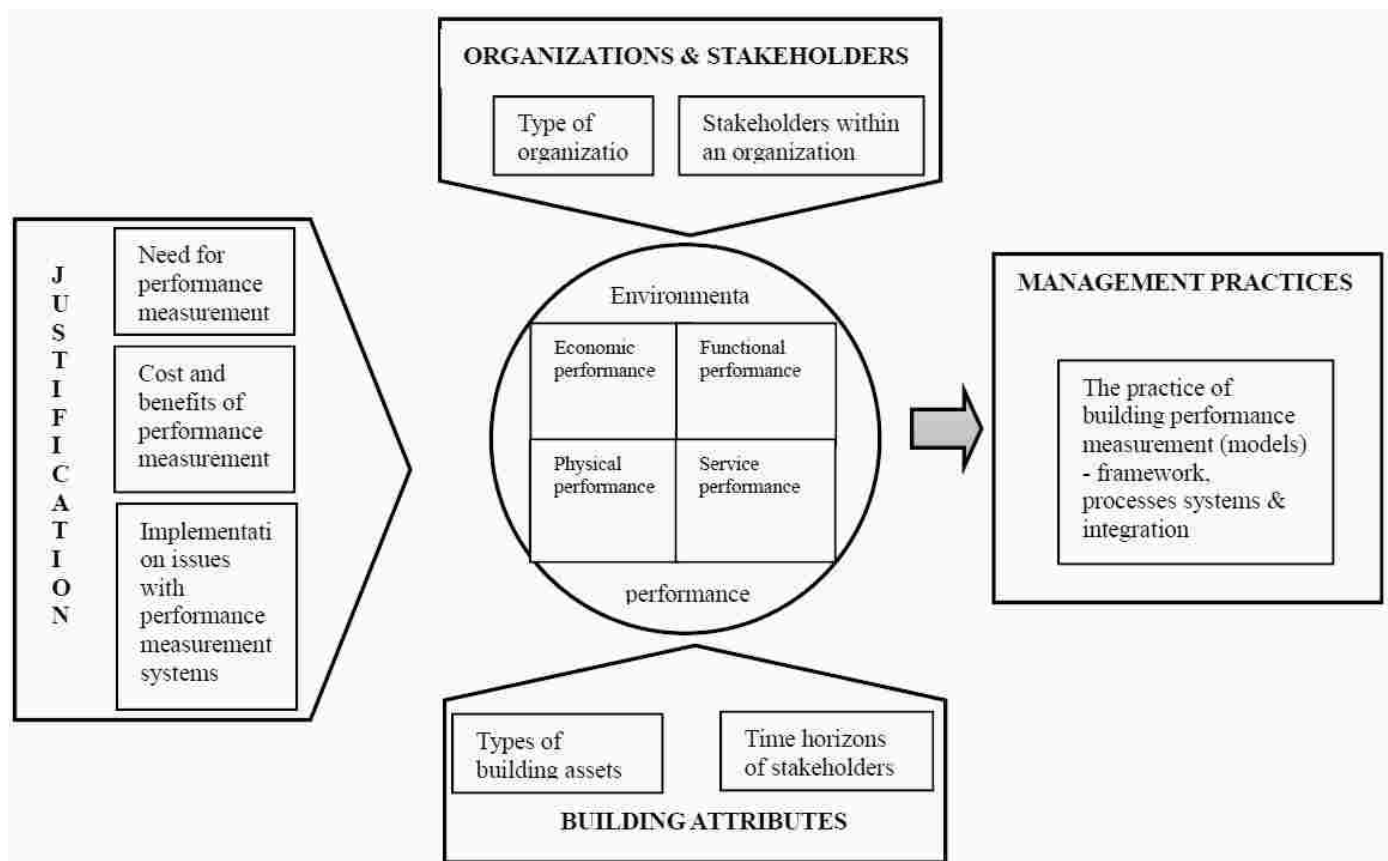 ORGANIZATIONS & STAKEHOLDERS
Type of
organizatio
Stakeholders within
an organization
JUSTIFICATION
Need for
performance
measurement
Cost and
benefits of
performance
measurement
Implementati
on issues
with
performance
measurement
systems
Environmenta
Economic
performance
Functional
performance
Physical
performance
Service
performance
performance
MANAGEMENT PRACTICES
The practice of
building performance
measurement (models)
- framework,
processes systems &
integration
Types of
building assets
Time horizons
of stakeholders
BUILDING ATTRIBUTES